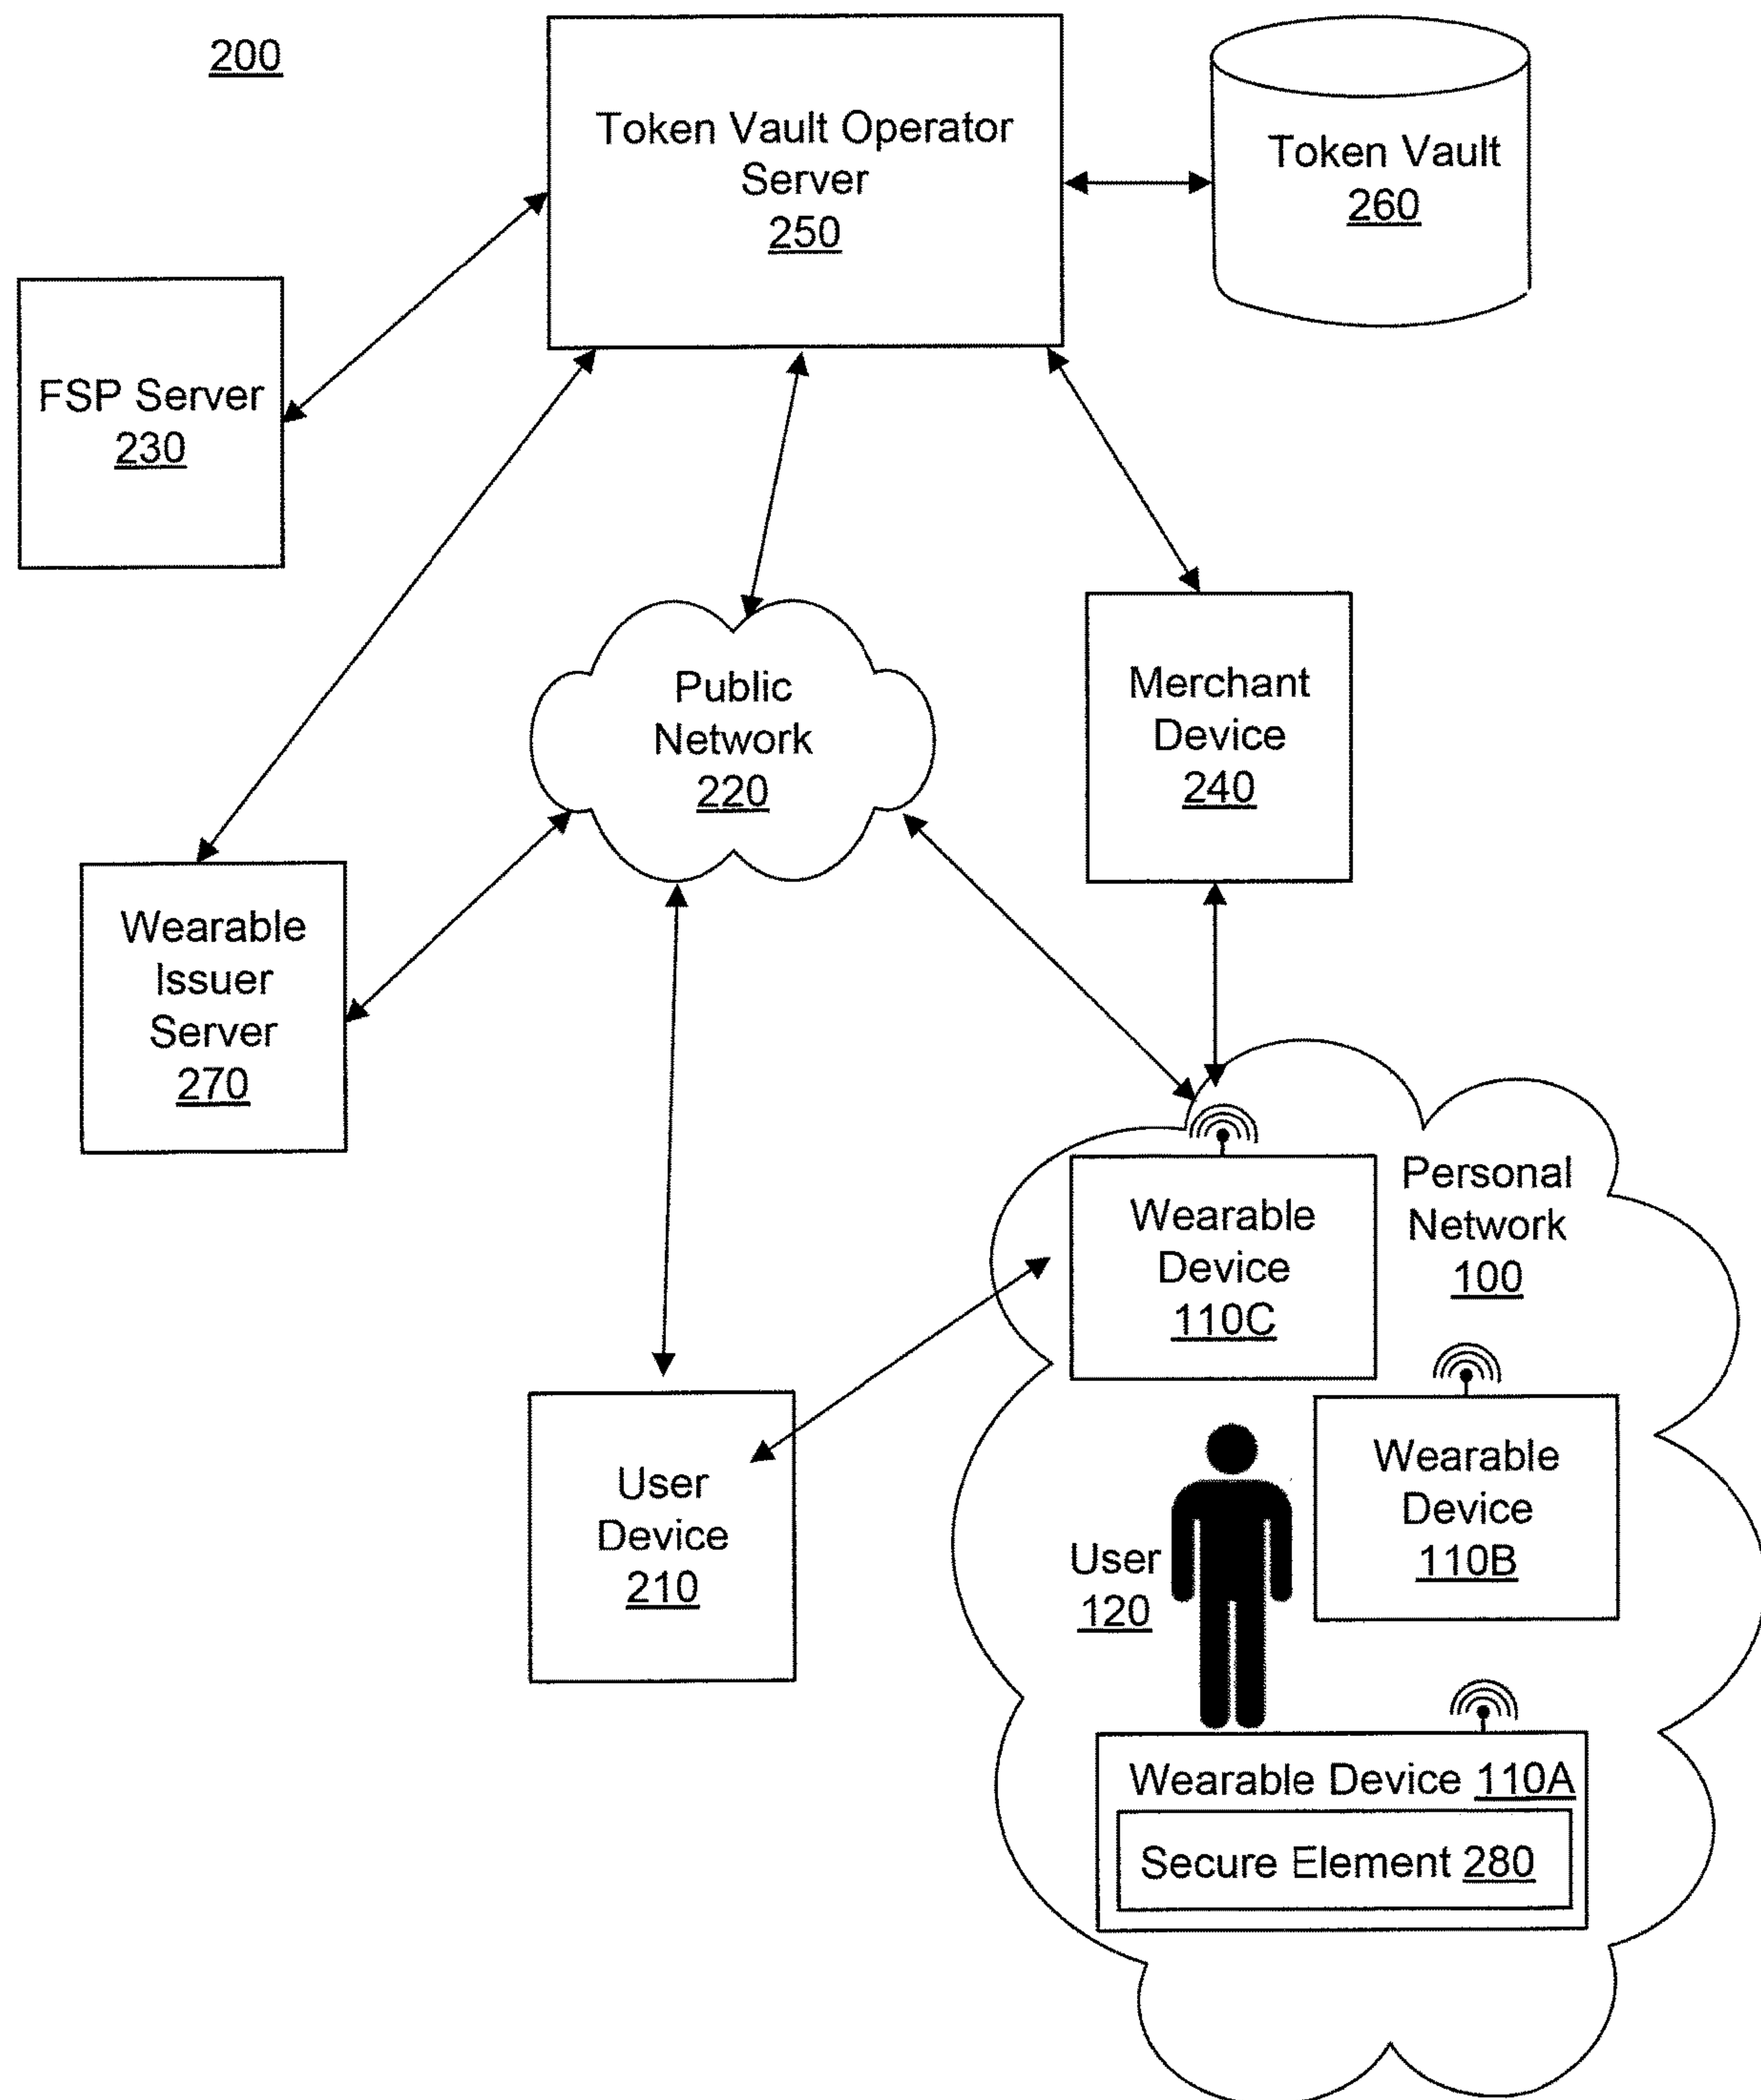 200
Token Vault Operator
Server
250
Token Vault
260
FSP Server
230
Public
Network
220
Merchant
Device
240
Wearable
Issuer
Server
270
Personal
Network
100
Wearable
Device
110C
User
Device
210
Wearable
Device
110B
User
120
Wearable Device 110A
Secure Element 280